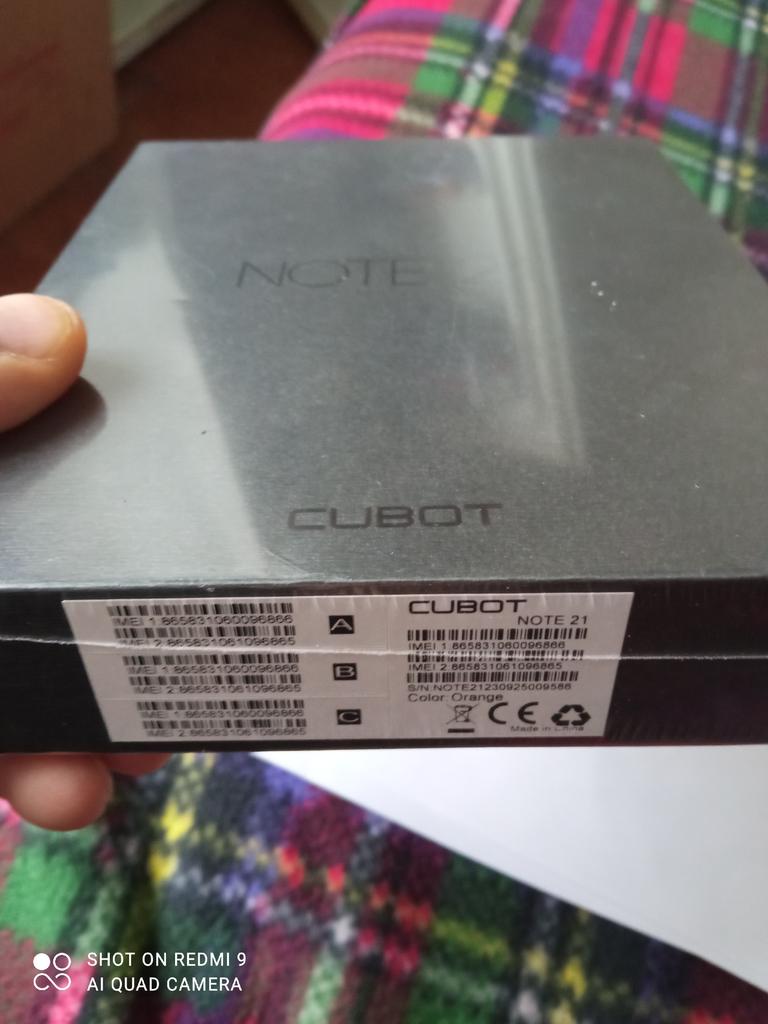 NOTE
CUBOT
IMEI 1.865831060096866
IMEI 2.865831061096865
A
IMEI 1.865831060096866
IMEI 2.865831061096865
B
IMEI 1.865831060096866
IMEI 2.865831061096865
C
CUBOT
NOTE 21
IMEI 1.865831060096866
IMEI 2.865831061096865
S/N:NOTE21230925009586
Color: Orange
CE
Made in China
SHOT ON REDMI 9
AI QUAD CAMERA